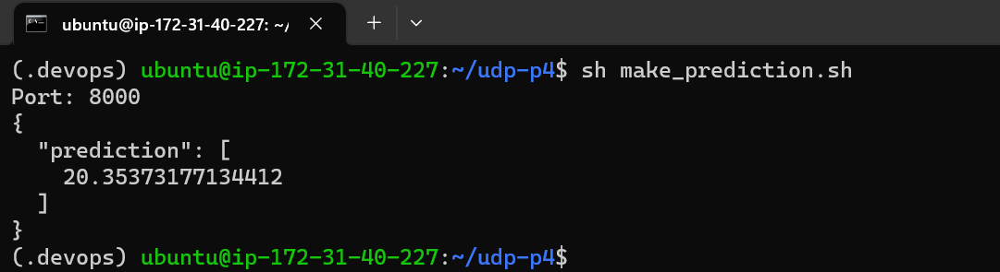 ubuntu@ip-172-31-40-227: ~/
(.devops) ubuntu@ip-172-31-40-227:~/udp-p4$ sh make_prediction.sh
Port: 8000
{
  "prediction": [
    20.35373177134412
  ]
}
(.devops) ubuntu@ip-172-31-40-227:~/udp-p4$